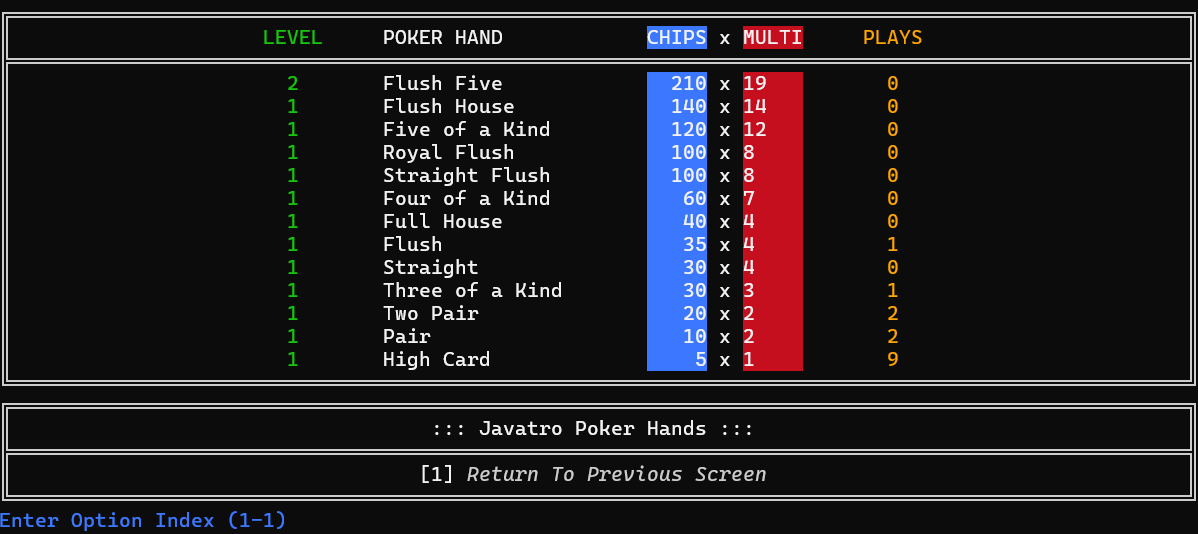 LEVEL POKER HAND CHIPS x MULTI PLAYS
2 Flush Five 210 x 19 0
1 Flush House 140 x 14 0
1 Five of a Kind 120 x 12 0
1 Royal Flush 100 x 8 0
1 Straight Flush 100 x 8 0
1 Four of a Kind 60 x 7 0
1 Full House 40 x 4 0
1 Flush 35 x 4 1
1 Straight 30 x 4 0
1 Three of a Kind 30 x 3 1
1 Two Pair 20 x 2 2
1 Pair 10 x 2 2
1 High Card 5 x 1 9
::: Javatro Poker Hands :::
[1] Return To Previous Screen
Enter Option Index (1-1)